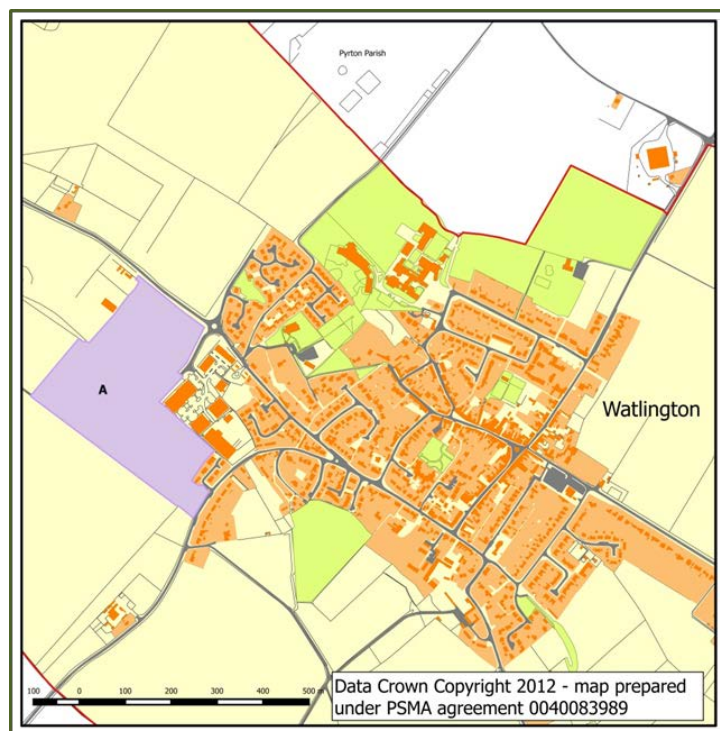 Pyrton Parish
A
Watlington
100 0 100 200 300 400 500 m
Data Crown Copyright 2012 - map prepared
under PSMA agreement 0040083989